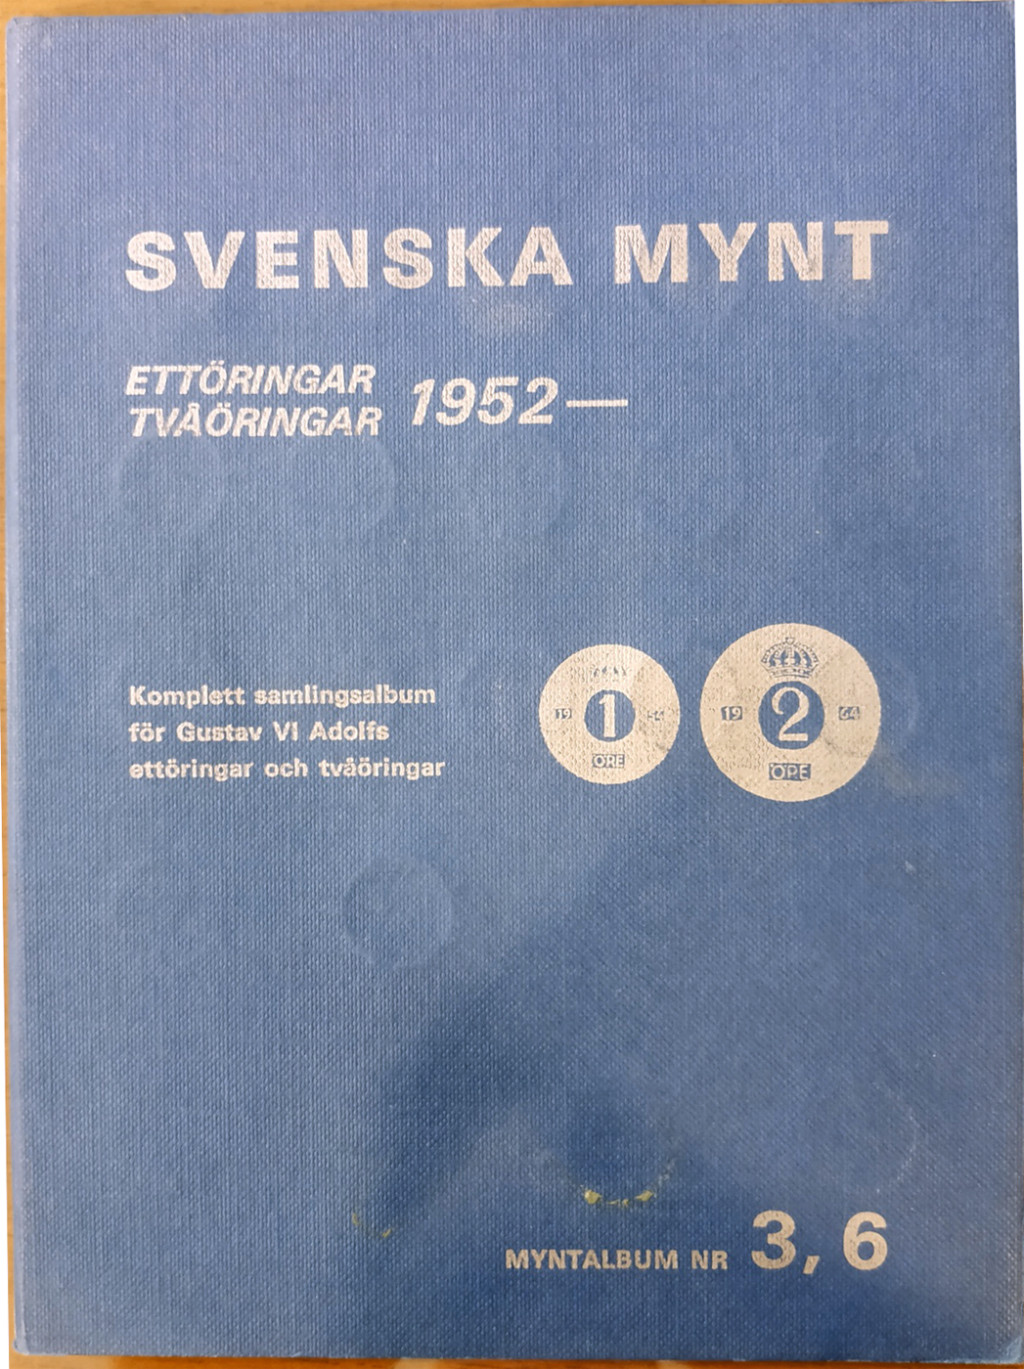 SVENSKA MYNT
ETTÖRINGAR
TVÅÖRINGAR
1952—
Komplett samlingsalbum
för Gustav VI Adolfs
ettöringar och tvåöringar
19 1 54
ÖRE
19 2 64
ÖRE
MYNTALBUM NR 3, 6